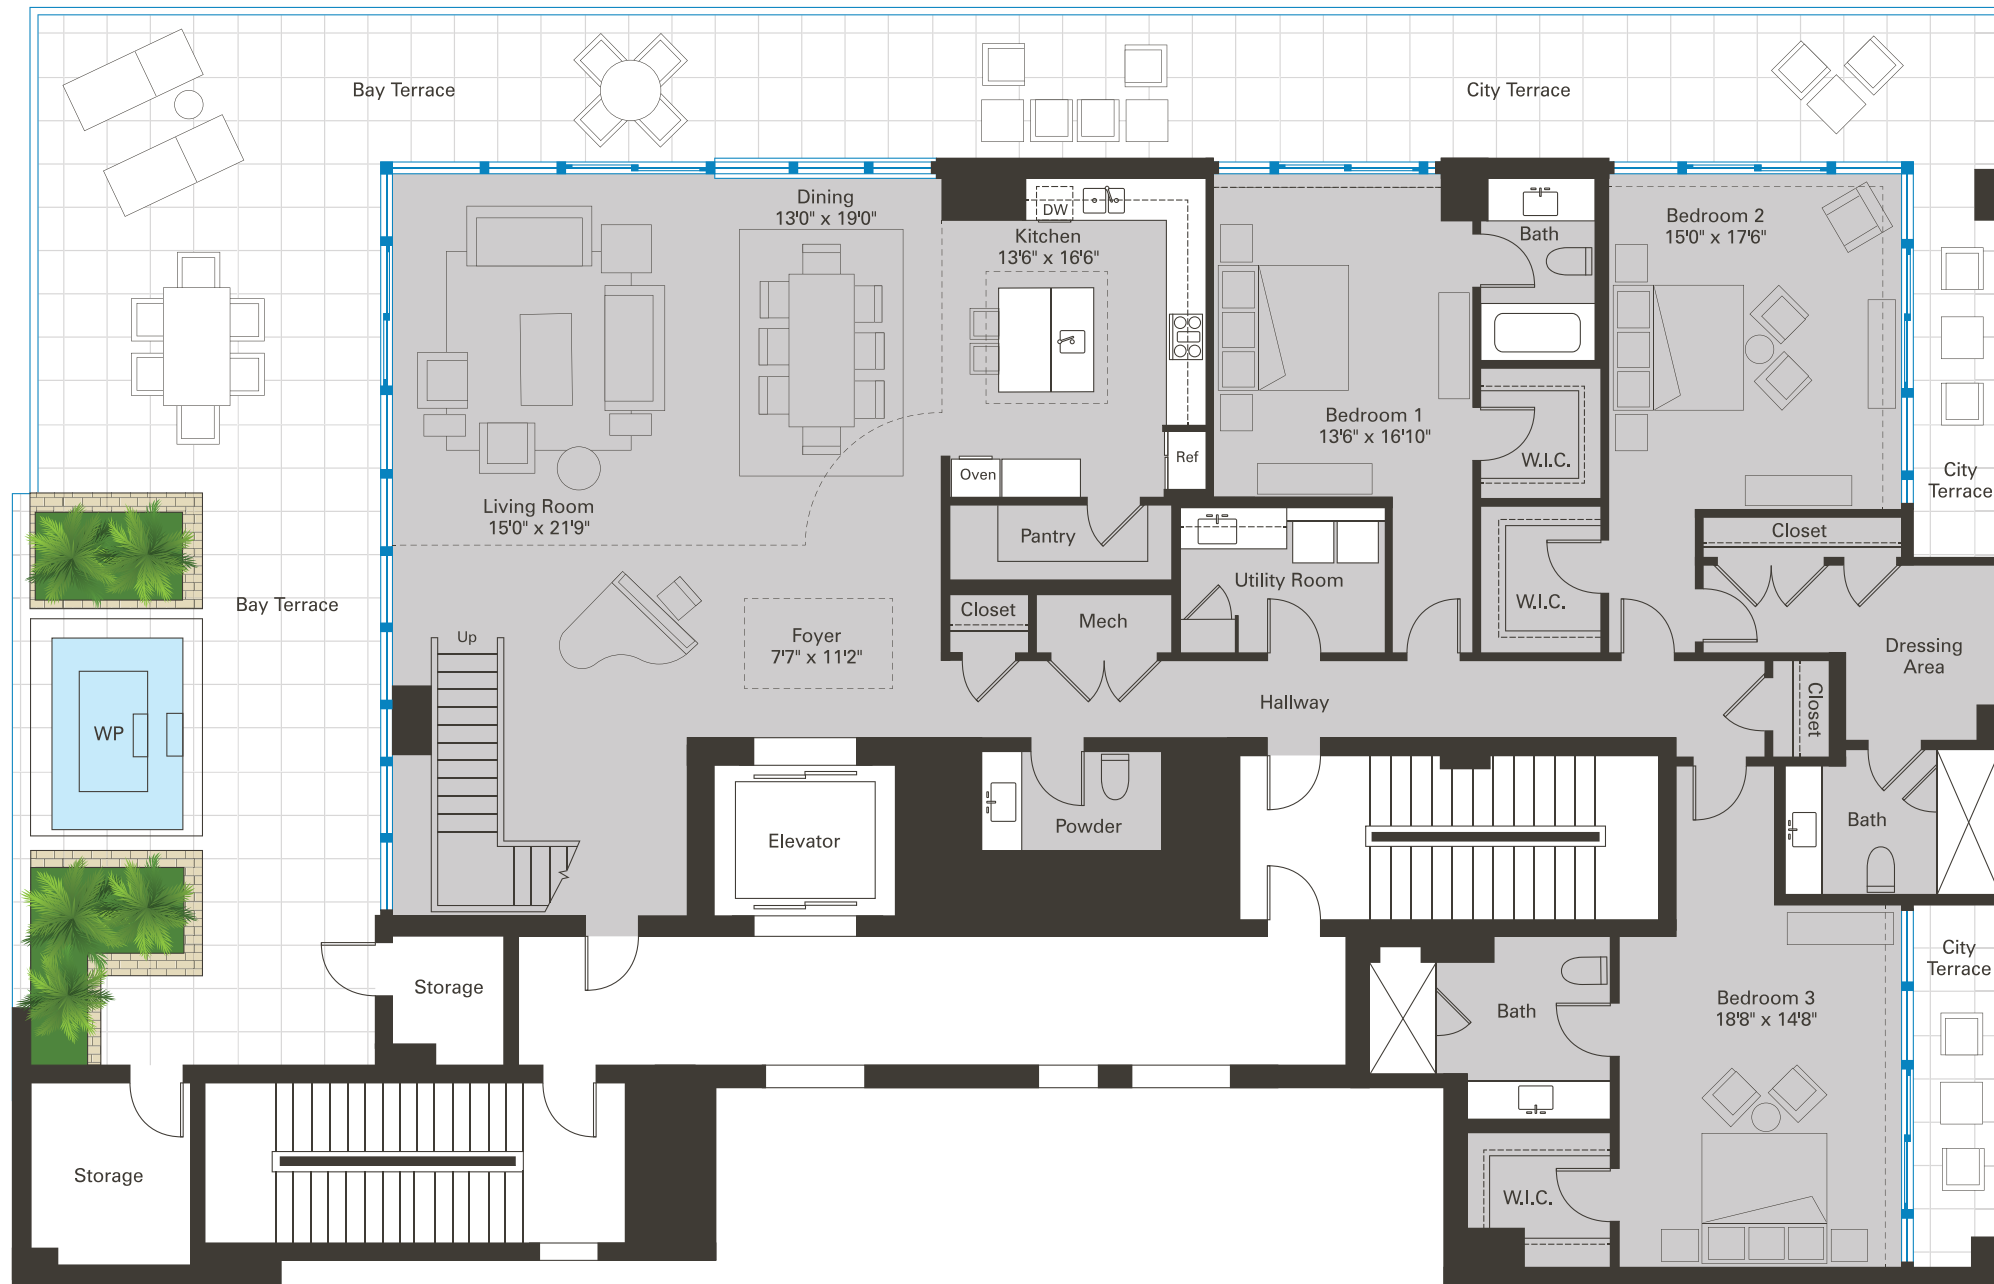 Bay Terrace
City Terrace
Dining
13'0" x 19'0"
DW
Kitchen
13'6" x 16'6"
Bath
Bedroom 2
15'0" x 17'6"
Bedroom 1
13'6" x 16'10"
Oven
Ref
W.I.C.
City
Terrace
Living Room
15'0" x 21'9"
Pantry
Closet
Utility Room
Bay Terrace
Closet
Mech
W.I.C.
Up
Foyer
7'7" x 11'2"
Dressing
Area
Hallway
Closet
WP
Elevator
Powder
Bath
City
Terrace
Storage
Bath
Bedroom 3
18'8" x 14'8"
Storage
W.I.C.